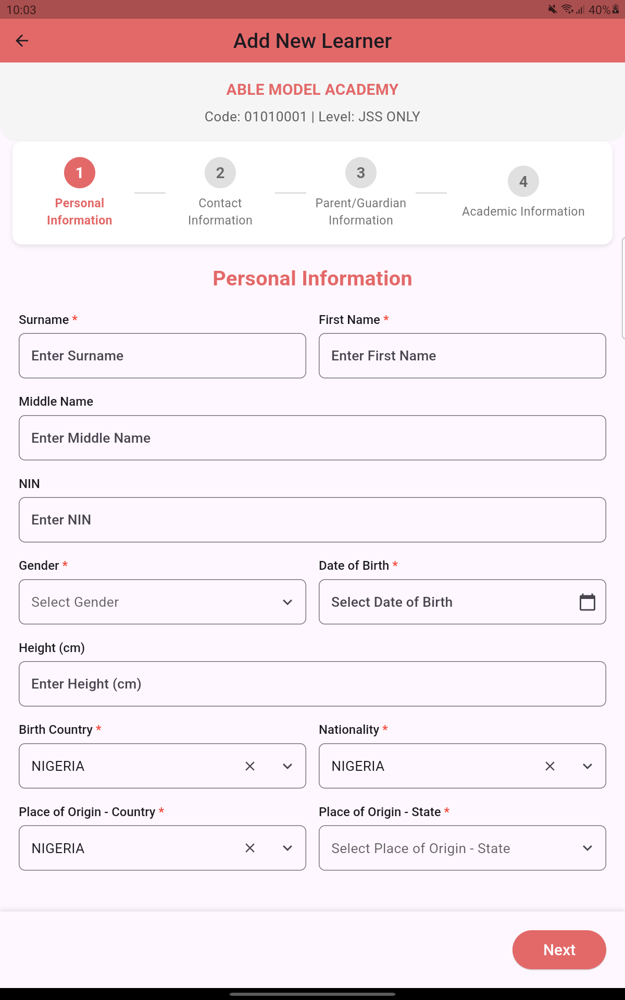 10:03
40%
Add New Learner
ABLE MODEL ACADEMY
Code: 01010001 | Level: JSS ONLY
1
Personal
Information
2
Contact
Information
3
Parent/Guardian
Information
4
Academic Information
Personal Information
Surname *
Enter Surname
First Name *
Enter First Name
Middle Name
Enter Middle Name
NIN
Enter NIN
Gender *
Select Gender
Date of Birth *
Select Date of Birth
Height (cm)
Enter Height (cm)
Birth Country *
NIGERIA
Nationality *
NIGERIA
Place of Origin - Country *
NIGERIA
Place of Origin - State *
Select Place of Origin - State
Next